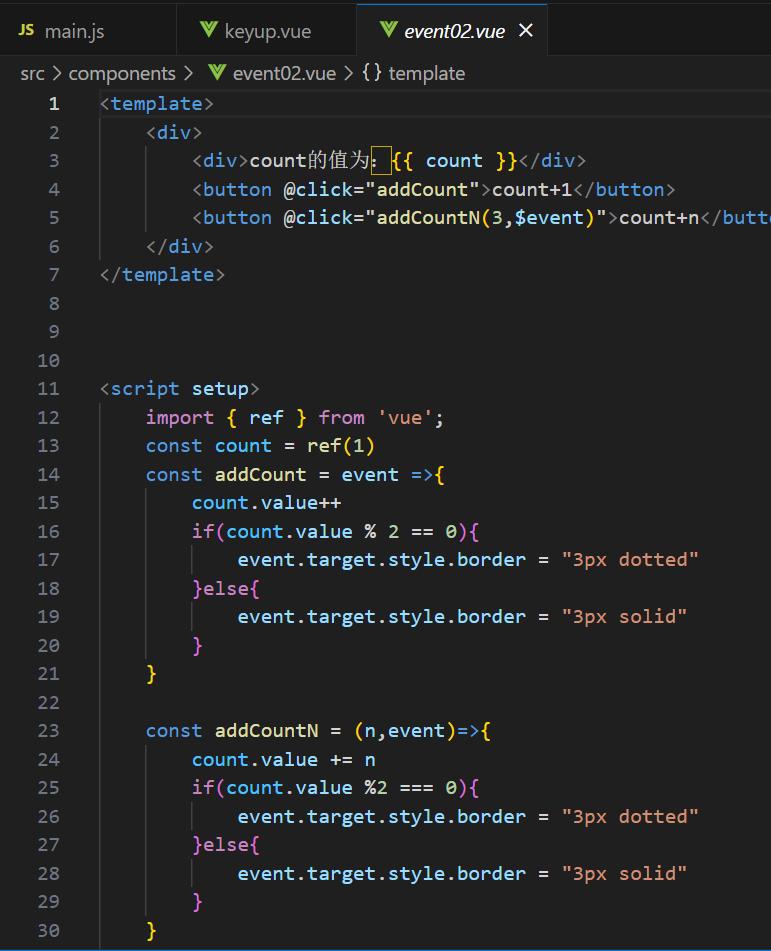 JS main.js keyup.vue event02.vue
src > components > event02.vue > {} template
1 <template>
2 <div>
3 <div>count的值为：{{ count }}</div>
4 <button @click="addCount">count+1</button>
5 <button @click="addCountN(3,$event)">count+n</butt
6 </div>
7 </template>
8
9
10
11 <script setup>
12 import { ref } from 'vue';
13 const count = ref(1)
14 const addCount = event =>{
15 count.value++
16 if(count.value % 2 == 0){
17 event.target.style.border = "3px dotted"
18 }else{
19 event.target.style.border = "3px solid"
20 }
21 }
22
23 const addCountN = (n,event)=>{
24 count.value += n
25 if(count.value %2 === 0){
26 event.target.style.border = "3px dotted"
27 }else{
28 event.target.style.border = "3px solid"
29 }
30 }